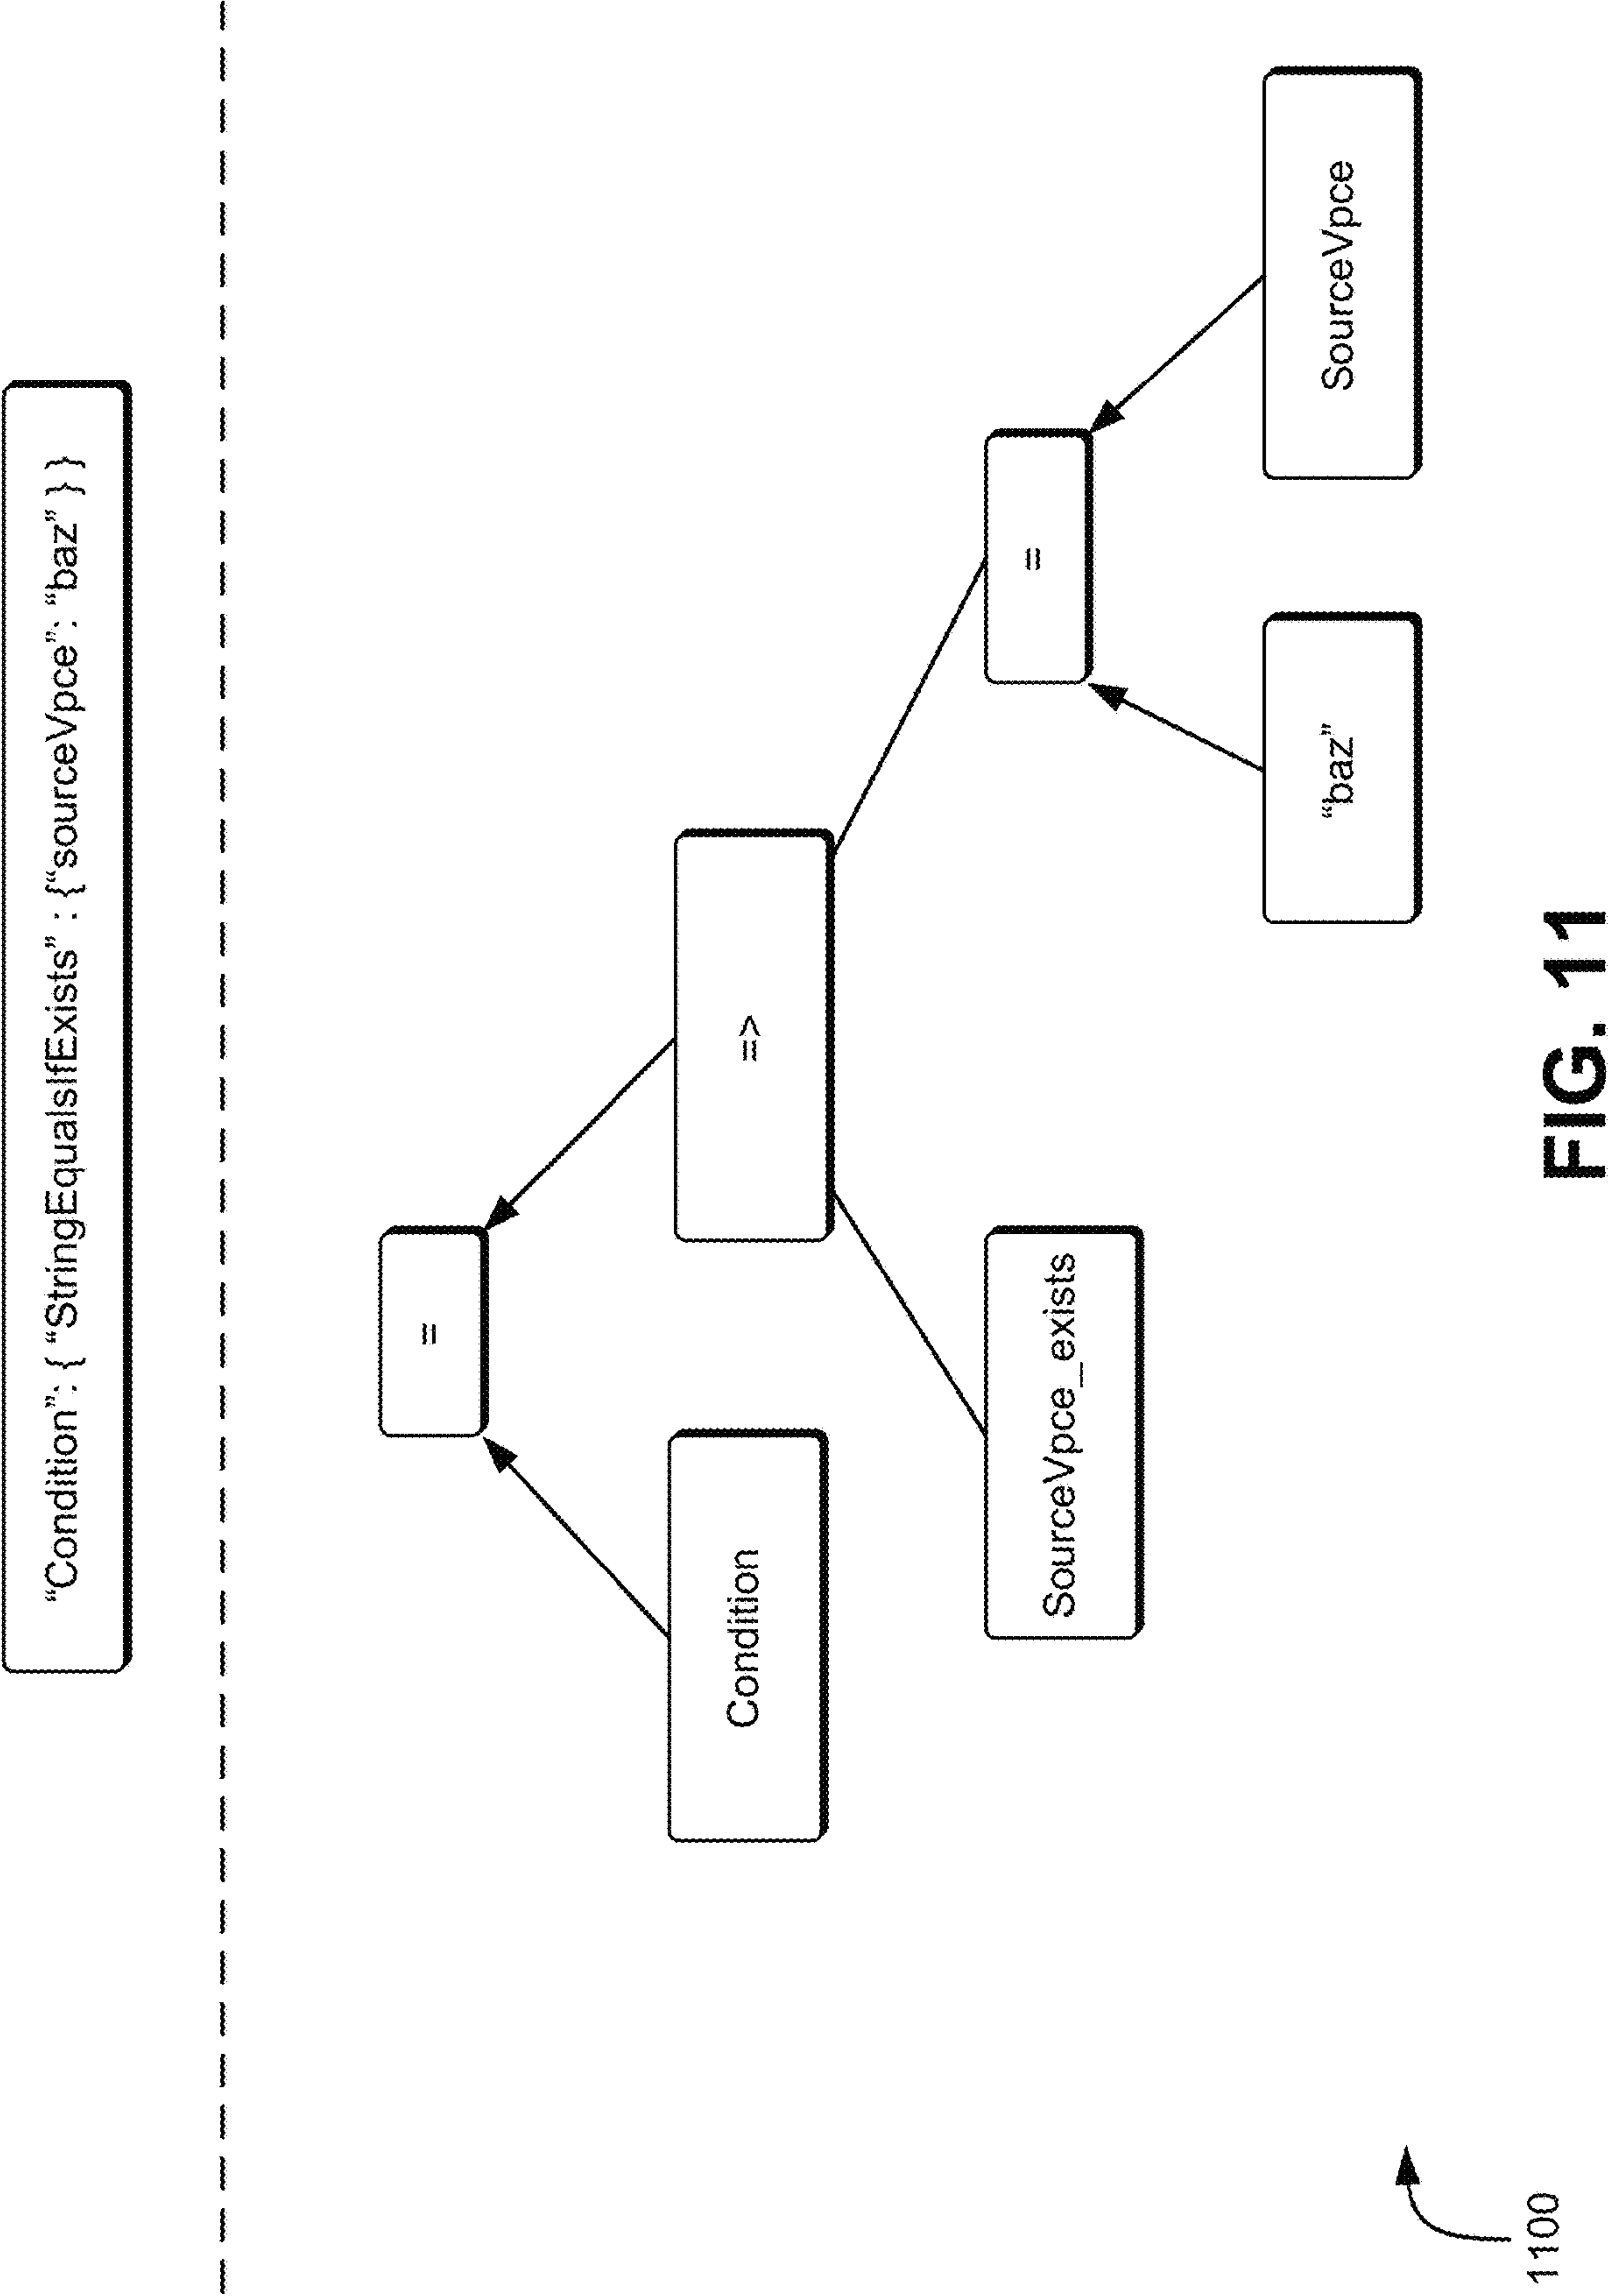 “Condition”: { “StringEqualsIfExists” : {“sourceVpce”: “baz” } }
=
Condition
=>
SourceVpce_exists
=
“baz”
SourceVpce
1100
FIG. 11